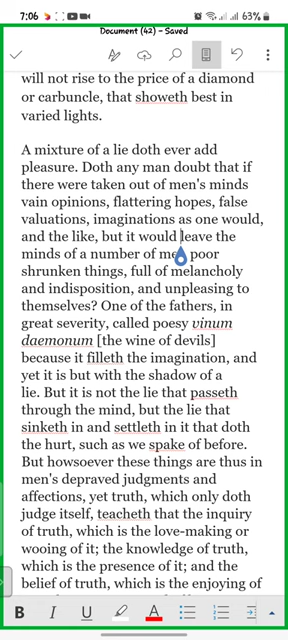 7:06
63%
Document (42) – Saved
will not rise to the price of a diamond
or carbuncle, that showeth best in
varied lights.
A mixture of a lie doth ever add
pleasure. Doth any man doubt that if
there were taken out of men's minds
vain opinions, flattering hopes, false
valuations, imaginations as one would,
and the like, but it would leave the
minds of a number of men poor
shrunken things, full of melancholy
and indisposition, and unpleasing to
themselves? One of the fathers, in
great severity, called poesy vinum
daemonum [the wine of devils]
because it filleth the imagination, and
yet it is but with the shadow of a
lie. But it is not the lie that passeth
through the mind, but the lie that
sinketh in and settleth in it that doth
the hurt, such as we spake of before.
But howsoever these things are thus in
men's depraved judgments and
affections, yet truth, which only doth
judge itself, teacheth that the inquiry
of truth, which is the love-making or
wooing of it; the knowledge of truth,
which is the presence of it; and the
belief of truth, which is the enjoying of
B I U A